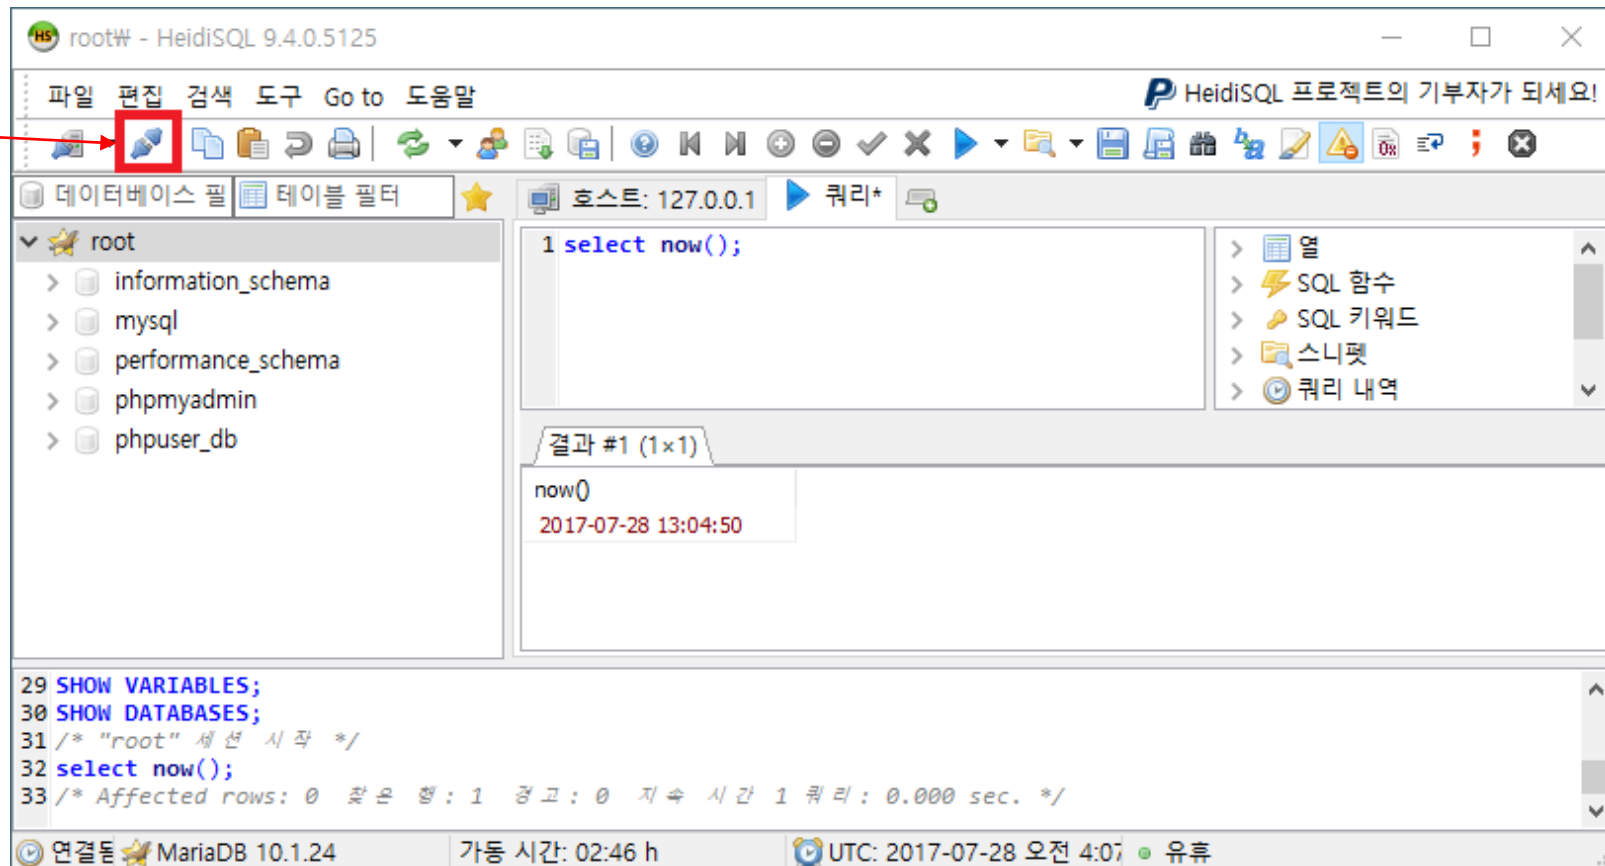 root₩ - HeidiSQL 9.4.0.5125
파일 편집 검색 도구 Go to 도움말
HeidiSQL 프로젝트의 기부자가 되세요!
데이터베이스 필 테이블 필터
호스트: 127.0.0.1 쿼리*
root
information_schema
mysql
performance_schema
phpmyadmin
phpuser_db
1 select now();
열
SQL 함수
SQL 키워드
스니펫
쿼리 내역
결과 #1 (1×1)
now()
2017-07-28 13:04:50
29 SHOW VARIABLES;
30 SHOW DATABASES;
31 /* "root" 세션 시작 */
32 select now();
33 /* Affected rows: 0 찾은 행: 1 경고: 0 지속 시간 1 쿼리: 0.000 sec. */
연결됨 MariaDB 10.1.24 가동 시간: 02:46 h UTC: 2017-07-28 오전 4:07 유휴